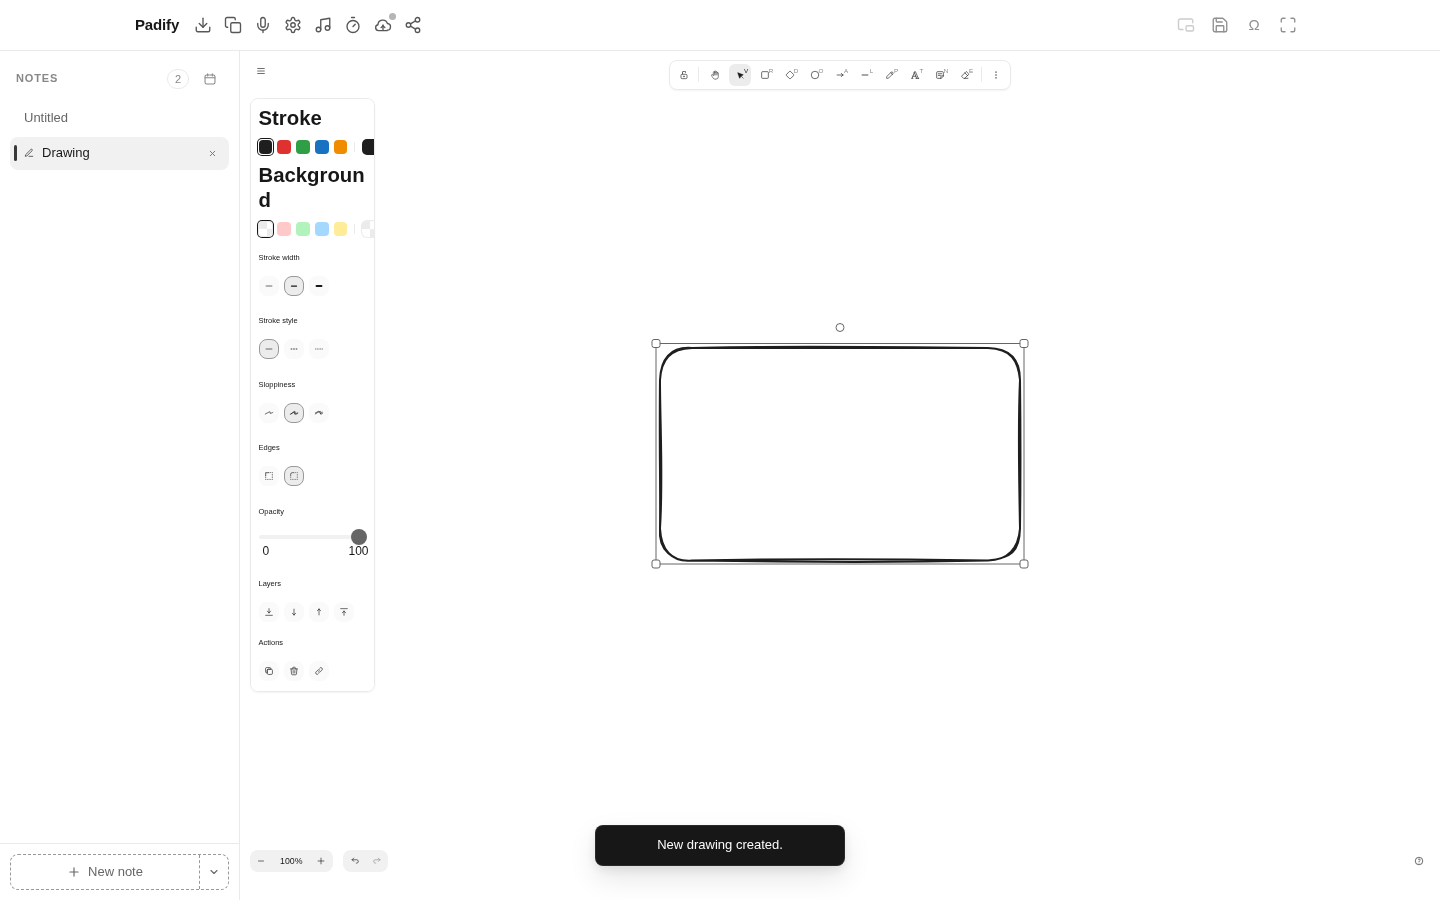 Padify
Ω
NOTES
2
Untitled
Drawing
V R D O A L P A T N E
Stroke
Backgroun
d
Stroke width
Stroke style
Sloppiness
Edges
Opacity
0 100
Layers
Actions
New drawing created.
100%
New note